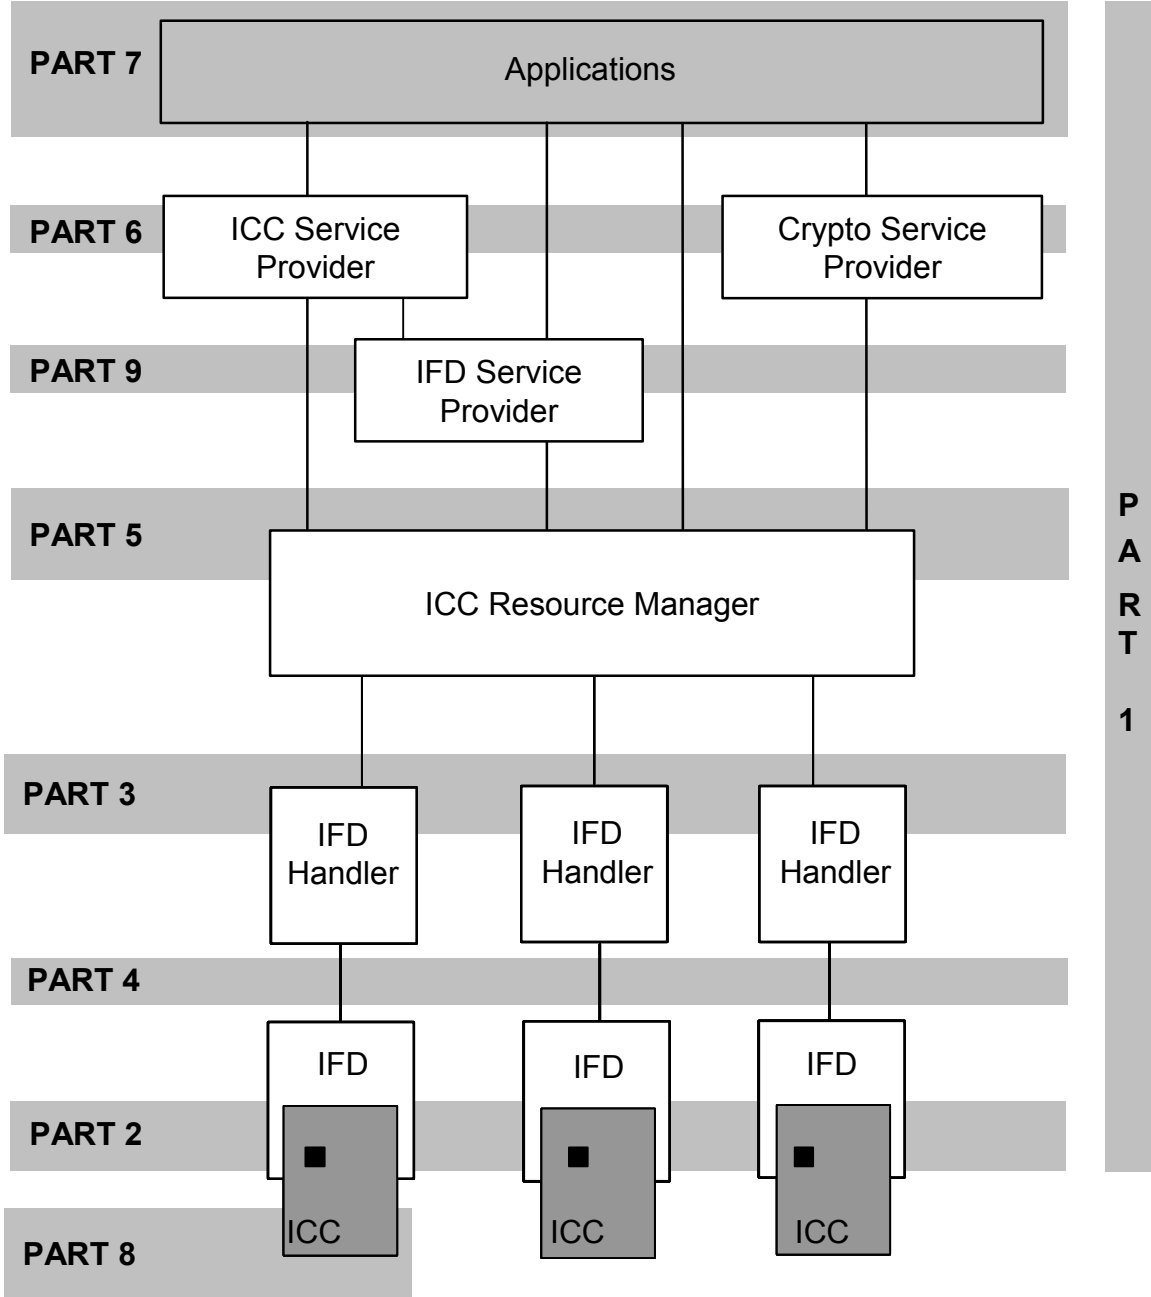 PART 7
Applications
PART 6
ICC Service
Provider
Crypto Service
Provider
PART 9
IFD Service
Provider
PART 5
ICC Resource Manager
P
A
R
T
1
PART 3
IFD
Handler
IFD
Handler
IFD
Handler
PART 4
IFD
IFD
IFD
PART 2
ICC
ICC
ICC
PART 8